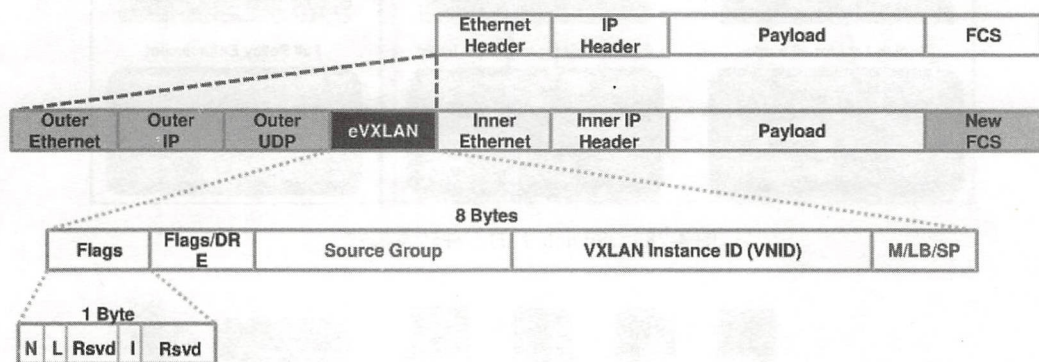 Ethernet Header IP Header Payload FCS
Outer Ethernet Outer IP Outer UDP eVXLAN Inner Ethernet Inner IP Header Payload New FCS
8 Bytes
Flags Flags/DR E Source Group VXLAN Instance ID (VNID) M/LB/SP
1 Byte
N L Rsvd I Rsvd